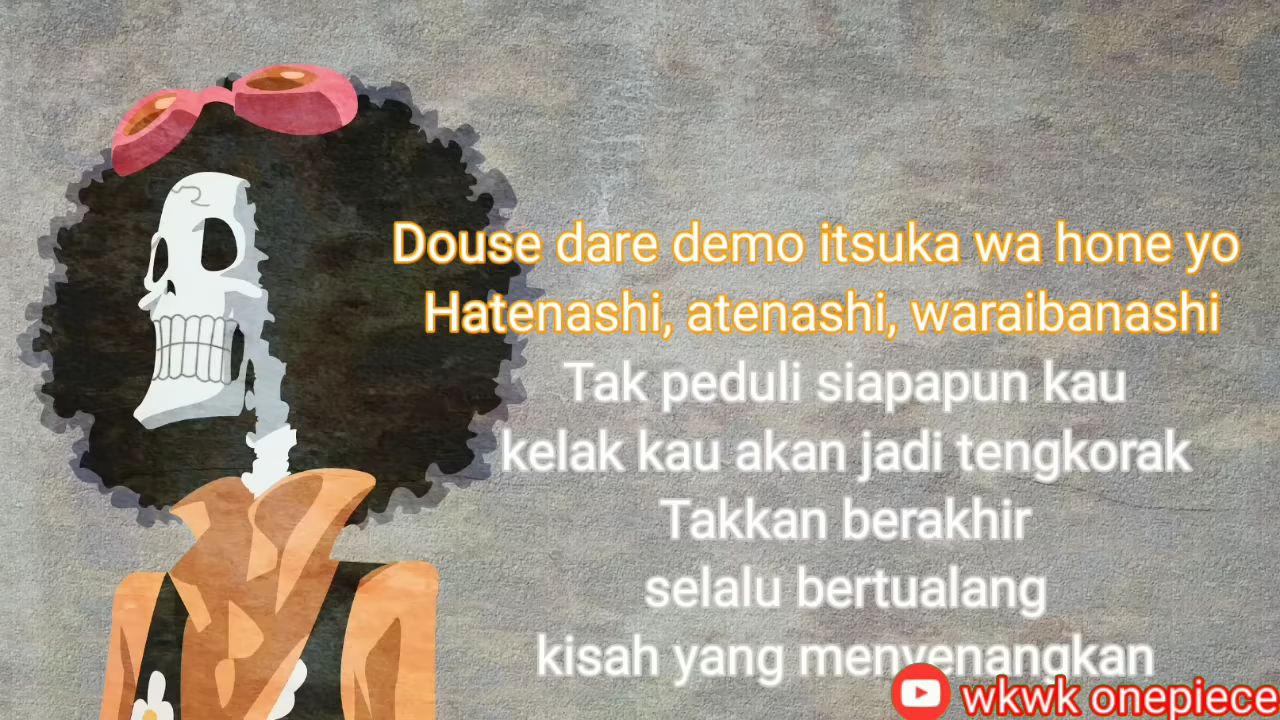 Douse dare demo itsuka wa hone yo
Hatenashi, atenashi, waraibanashi
Tak peduli siapapun kau
kelak kau akan jadi tengkorak
Takkan berakhir
selalu bertualang
kisah yang menyenangkan
wkwk onepiece